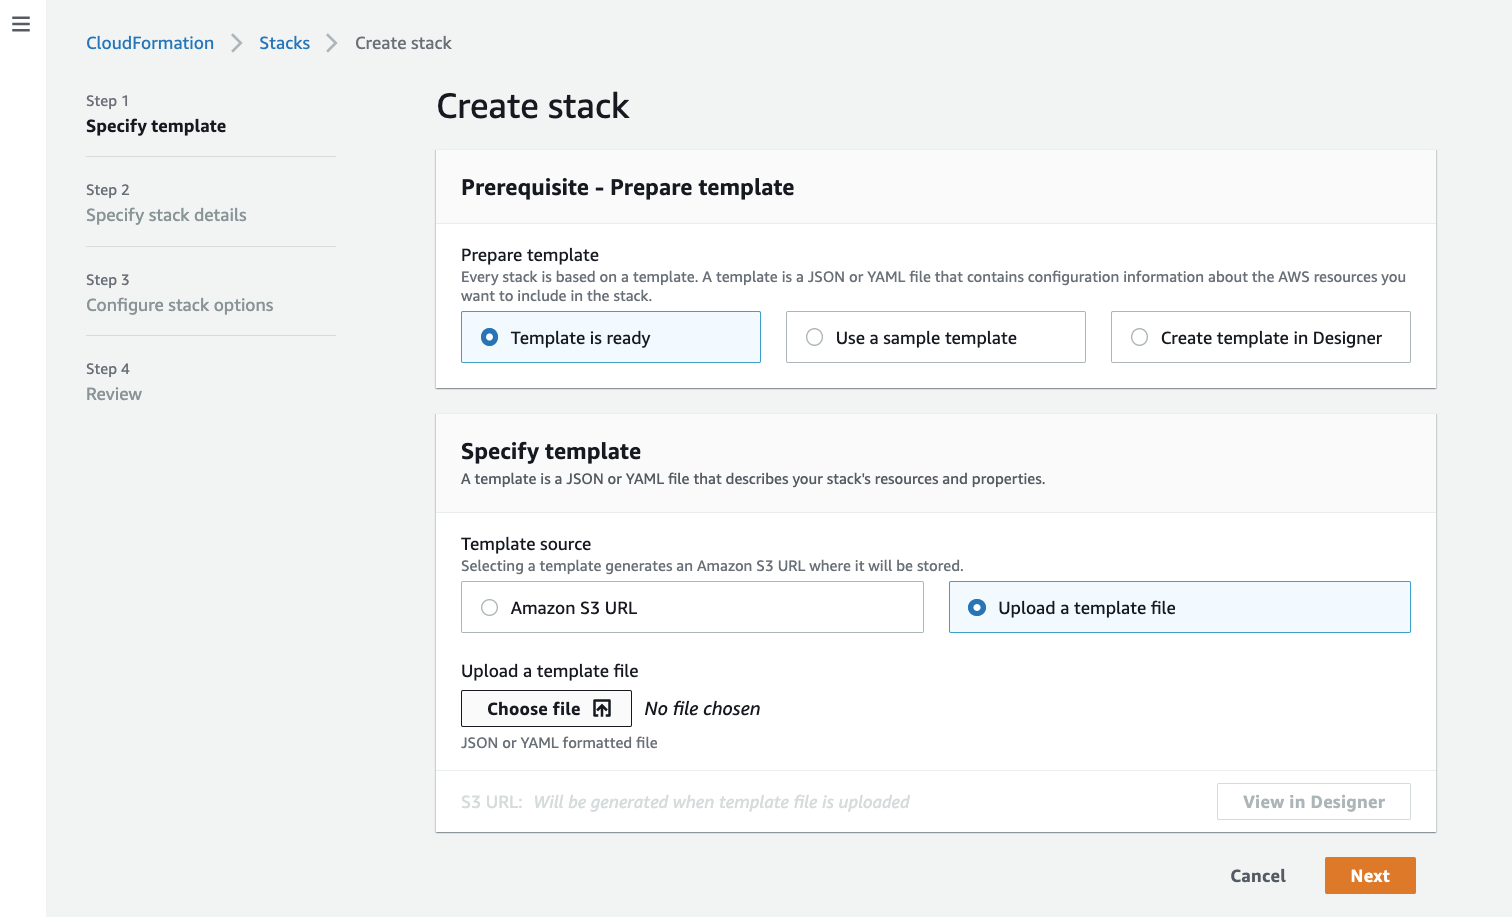 CloudFormation > Stacks > Create stack
Step 1
Specify template
Step 2
Specify stack details
Step 3
Configure stack options
Step 4
Review
Create stack
Prerequisite - Prepare template
Prepare template
Every stack is based on a template. A template is a JSON or YAML file that contains configuration information about the AWS resources you
want to include in the stack.
Template is ready
Use a sample template
Create template in Designer
Specify template
A template is a JSON or YAML file that describes your stack's resources and properties.
Template source
Selecting a template generates an Amazon S3 URL where it will be stored.
Amazon S3 URL
Upload a template file
Upload a template file
Choose file
No file chosen
JSON or YAML formatted file
S3 URL: Will be generated when template file is uploaded
View in Designer
Cancel
Next